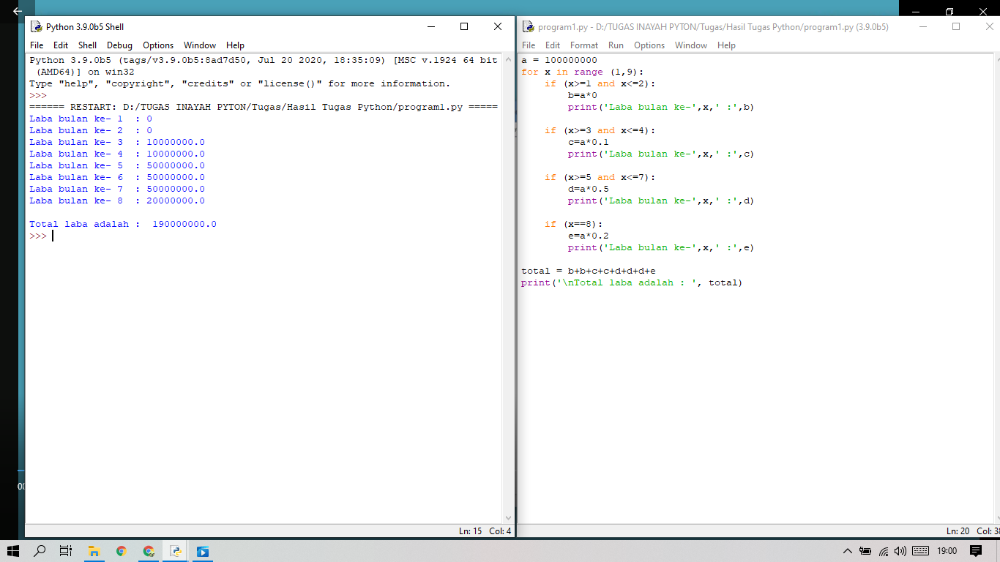 Python 3.9.0b5 Shell
File Edit Shell Debug Options Window Help
Python 3.9.0b5 (tags/v3.9.0b5:8ad7d50, Jul 20 2020, 18:35:09) [MSC v.1924 64 bit
 (AMD64)] on win32
Type "help", "copyright", "credits" or "license()" for more information.
>>>
====== RESTART: D:/TUGAS INAYAH PYTON/Tugas/Hasil Tugas Python/program1.py =====
Laba bulan ke- 1  : 0
Laba bulan ke- 2  : 0
Laba bulan ke- 3  : 10000000.0
Laba bulan ke- 4  : 10000000.0
Laba bulan ke- 5  : 50000000.0
Laba bulan ke- 6  : 50000000.0
Laba bulan ke- 7  : 50000000.0
Laba bulan ke- 8  : 20000000.0
Total laba adalah :  190000000.0
>>>
Ln: 15 Col: 4
program1.py - D:/TUGAS INAYAH PYTON/Tugas/Hasil Tugas Python/program1.py (3.9.0b5)
File Edit Format Run Options Window Help
a = 100000000
for x in range (1,9):
    if (x>=1 and x<=2):
        b=a*0
        print('Laba bulan ke-',x,' :',b)
    if (x>=3 and x<=4):
        c=a*0.1
        print('Laba bulan ke-',x,' :',c)
    if (x>=5 and x<=7):
        d=a*0.5
        print('Laba bulan ke-',x,' :',d)
    if (x==8):
        e=a*0.2
        print('Laba bulan ke-',x,' :',e)
total = b+b+c+c+d+d+d+e
print('\nTotal laba adalah : ', total)
Ln: 20 Col: 38
19:00